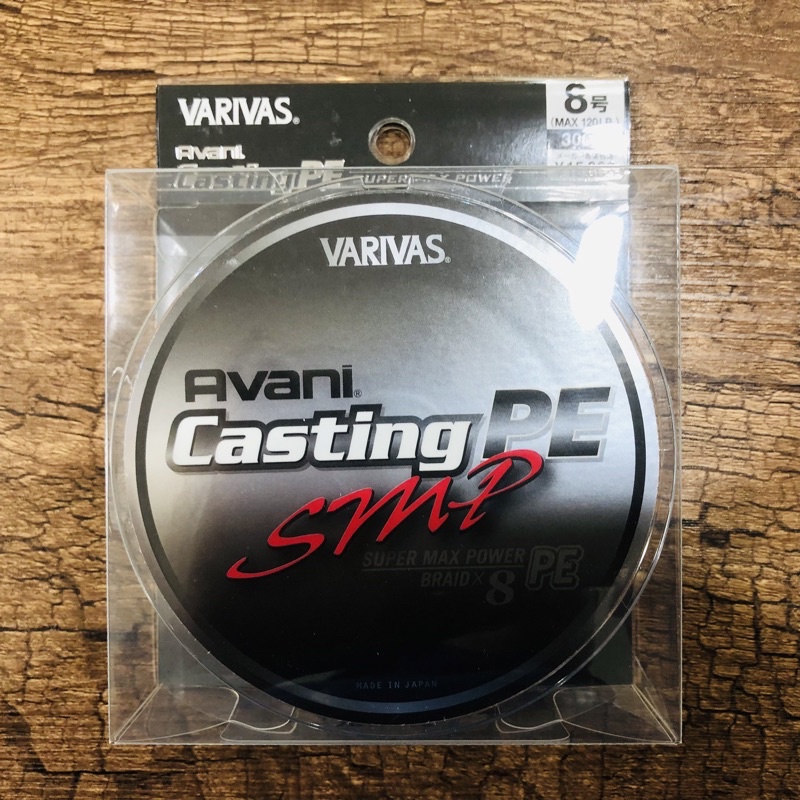 VARIVAS®
8号
(MAX 120LB)
Avani
Casting PE SUPER MAX POWER
VARIVAS®
Avani®
Casting PE
SMP
SUPER MAX POWER
BRAID×8 PE
MADE IN JAPAN